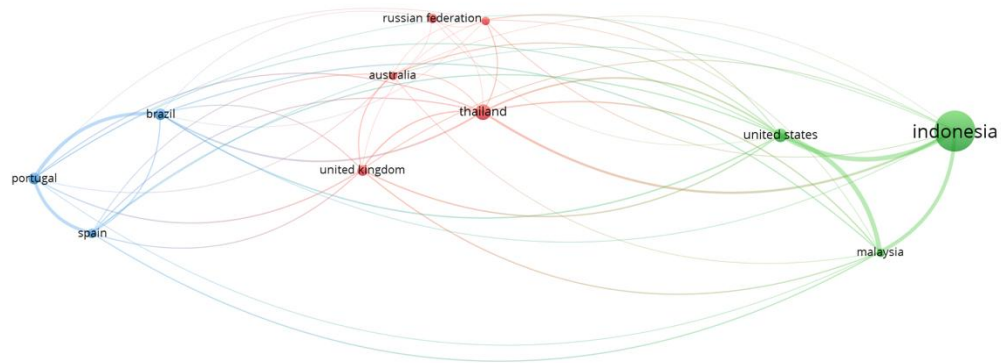 russian federation
australia
thailand
brazil
indonesia
united states
united kingdom
portugal
spain
malaysia